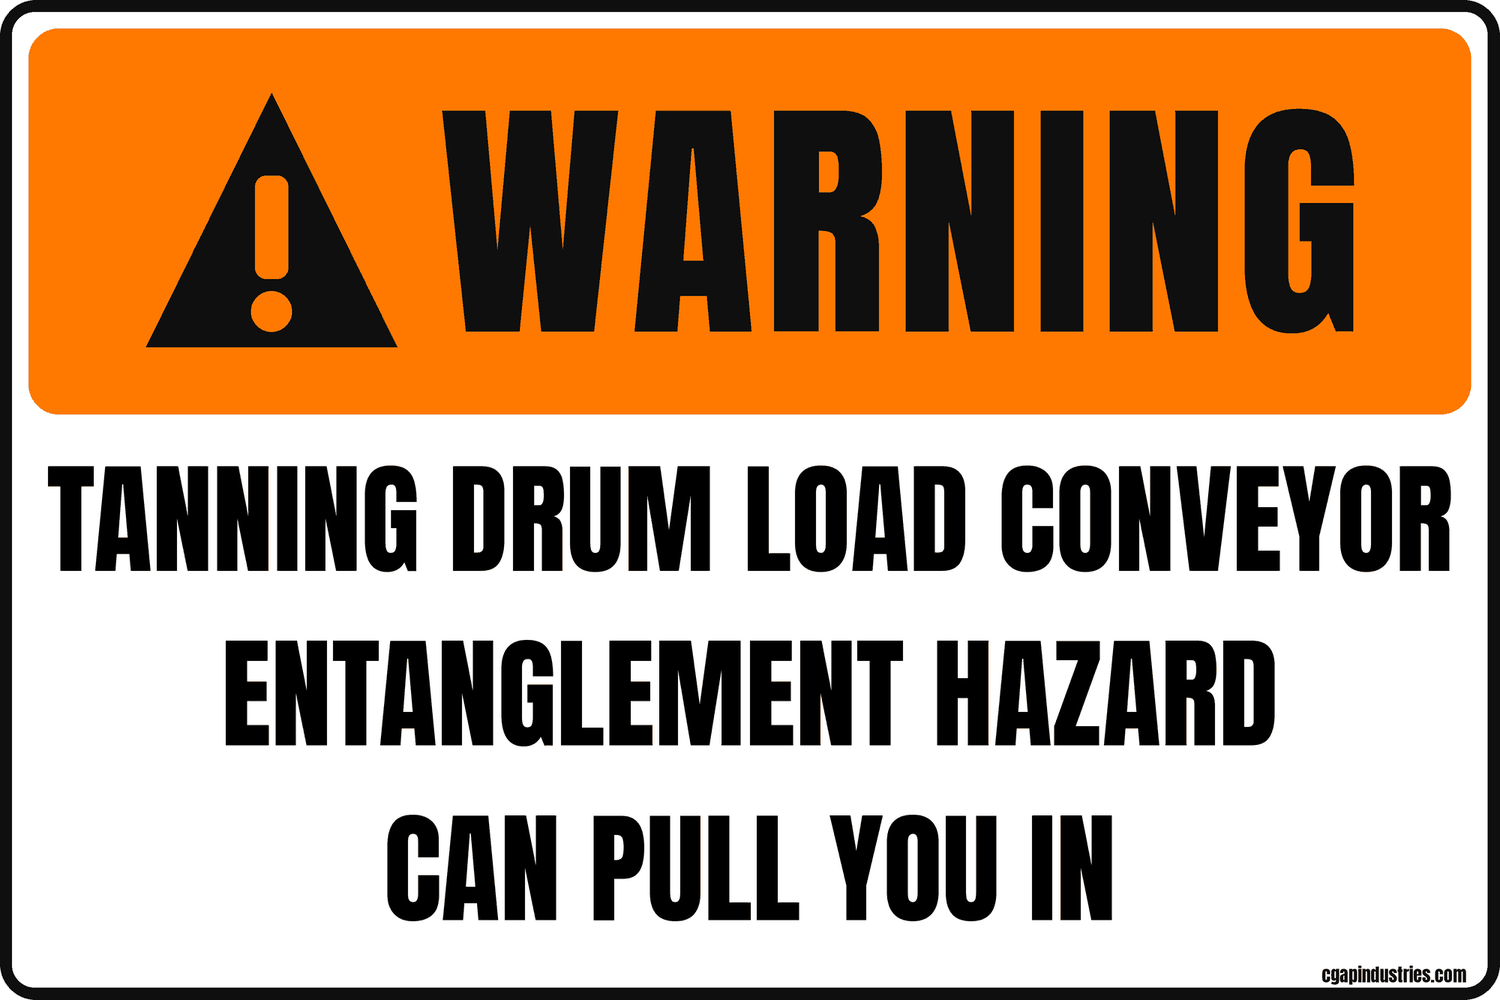 WARNING
TANNING DRUM LOAD CONVEYOR
ENTANGLEMENT HAZARD
CAN PULL YOU IN
cgapindustries.com